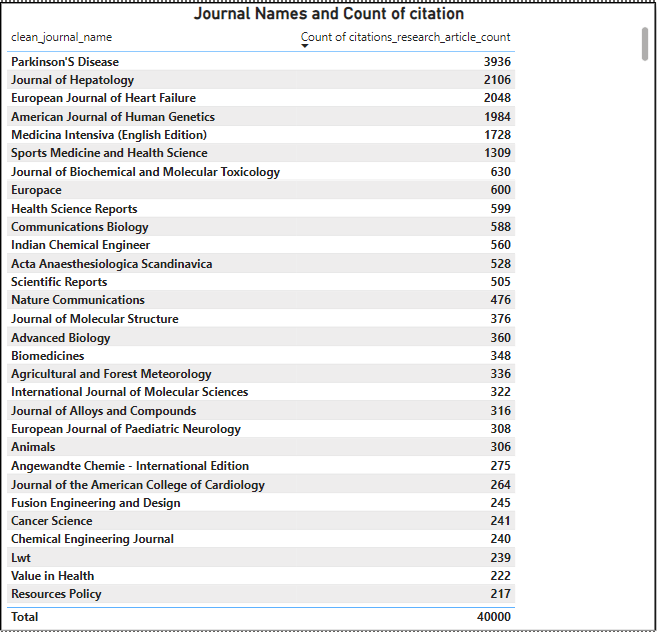 Journal Names and Count of citation
clean_journal_name Count of citations_research_article_count
Parkinson'S Disease 3936
Journal of Hepatology 2106
European Journal of Heart Failure 2048
American Journal of Human Genetics 1984
Medicina Intensiva (English Edition) 1728
Sports Medicine and Health Science 1309
Journal of Biochemical and Molecular Toxicology 630
Europace 600
Health Science Reports 599
Communications Biology 588
Indian Chemical Engineer 560
Acta Anaesthesiologica Scandinavica 528
Scientific Reports 505
Nature Communications 476
Journal of Molecular Structure 376
Advanced Biology 360
Biomedicines 348
Agricultural and Forest Meteorology 336
International Journal of Molecular Sciences 322
Journal of Alloys and Compounds 316
European Journal of Paediatric Neurology 308
Animals 306
Angewandte Chemie - International Edition 275
Journal of the American College of Cardiology 264
Fusion Engineering and Design 245
Cancer Science 241
Chemical Engineering Journal 240
Lwt 239
Value in Health 222
Resources Policy 217
Total 40000